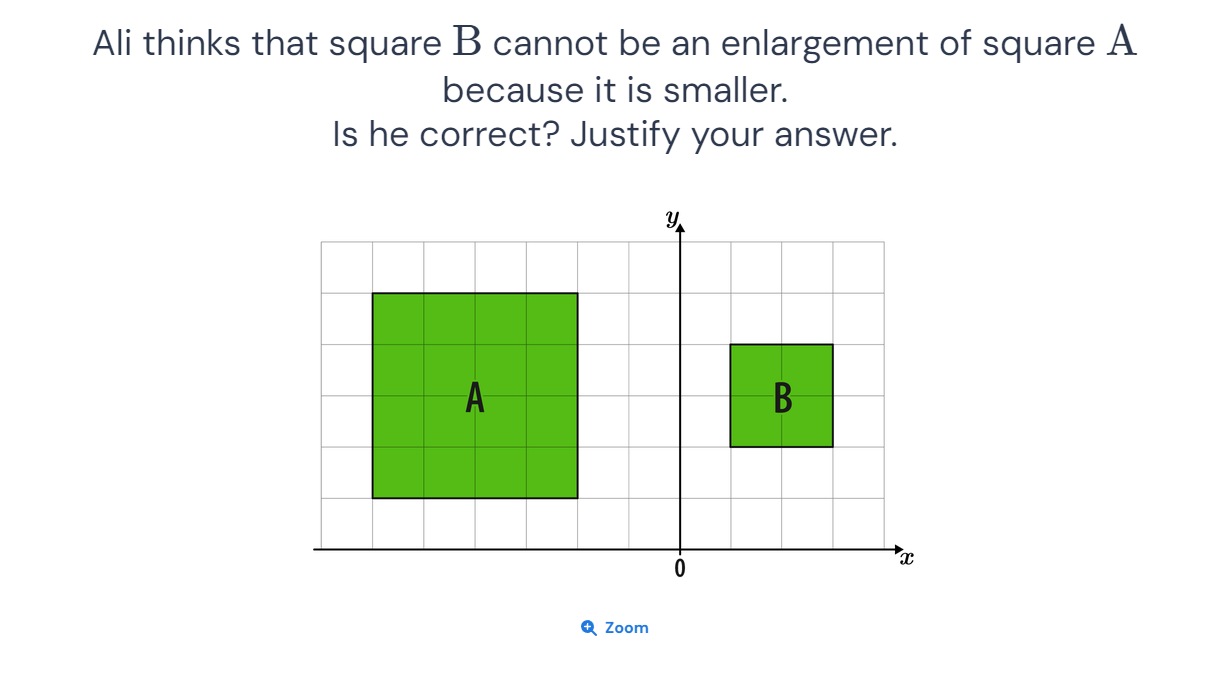 Ali thinks that square B cannot be an enlargement of square A
because it is smaller.
Is he correct? Justify your answer.
y
A
B
0
x
Zoom